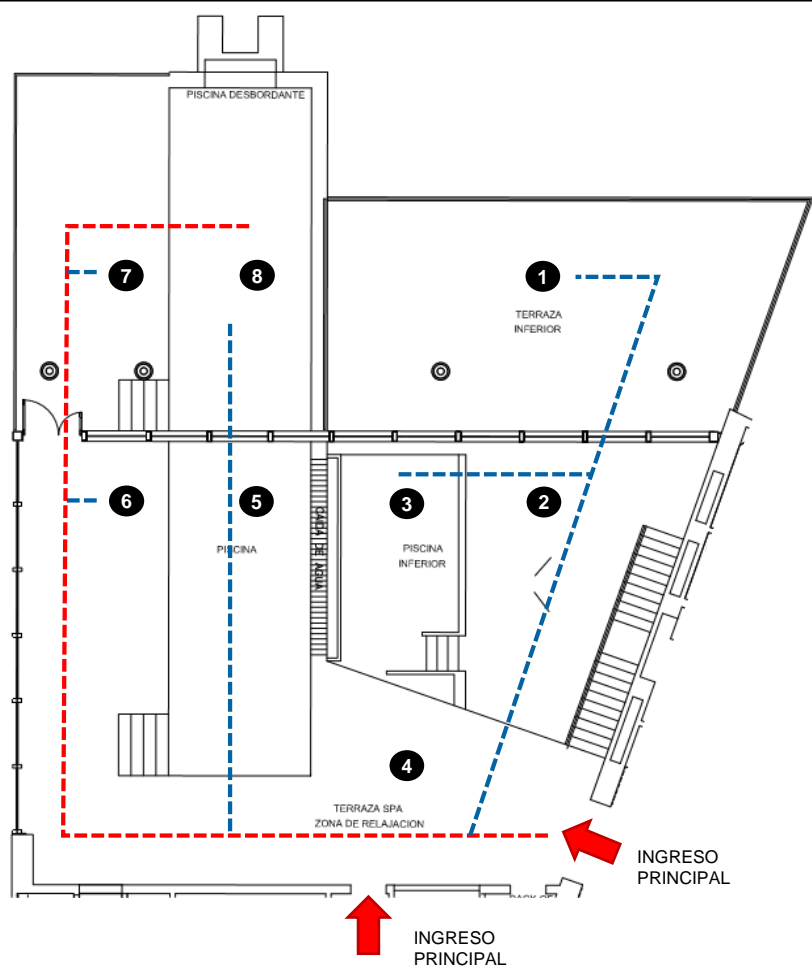 PISCINA DESBORDANTE
7
8
1
TERRAZA
INFERIOR
6
5
3
2
PISCINA
CAIDA DE AGUA
PISCINA
INFERIOR
4
TERRAZA SPA
ZONA DE RELAJACION
INGRESO
PRINCIPAL
INGRESO
PRINCIPAL